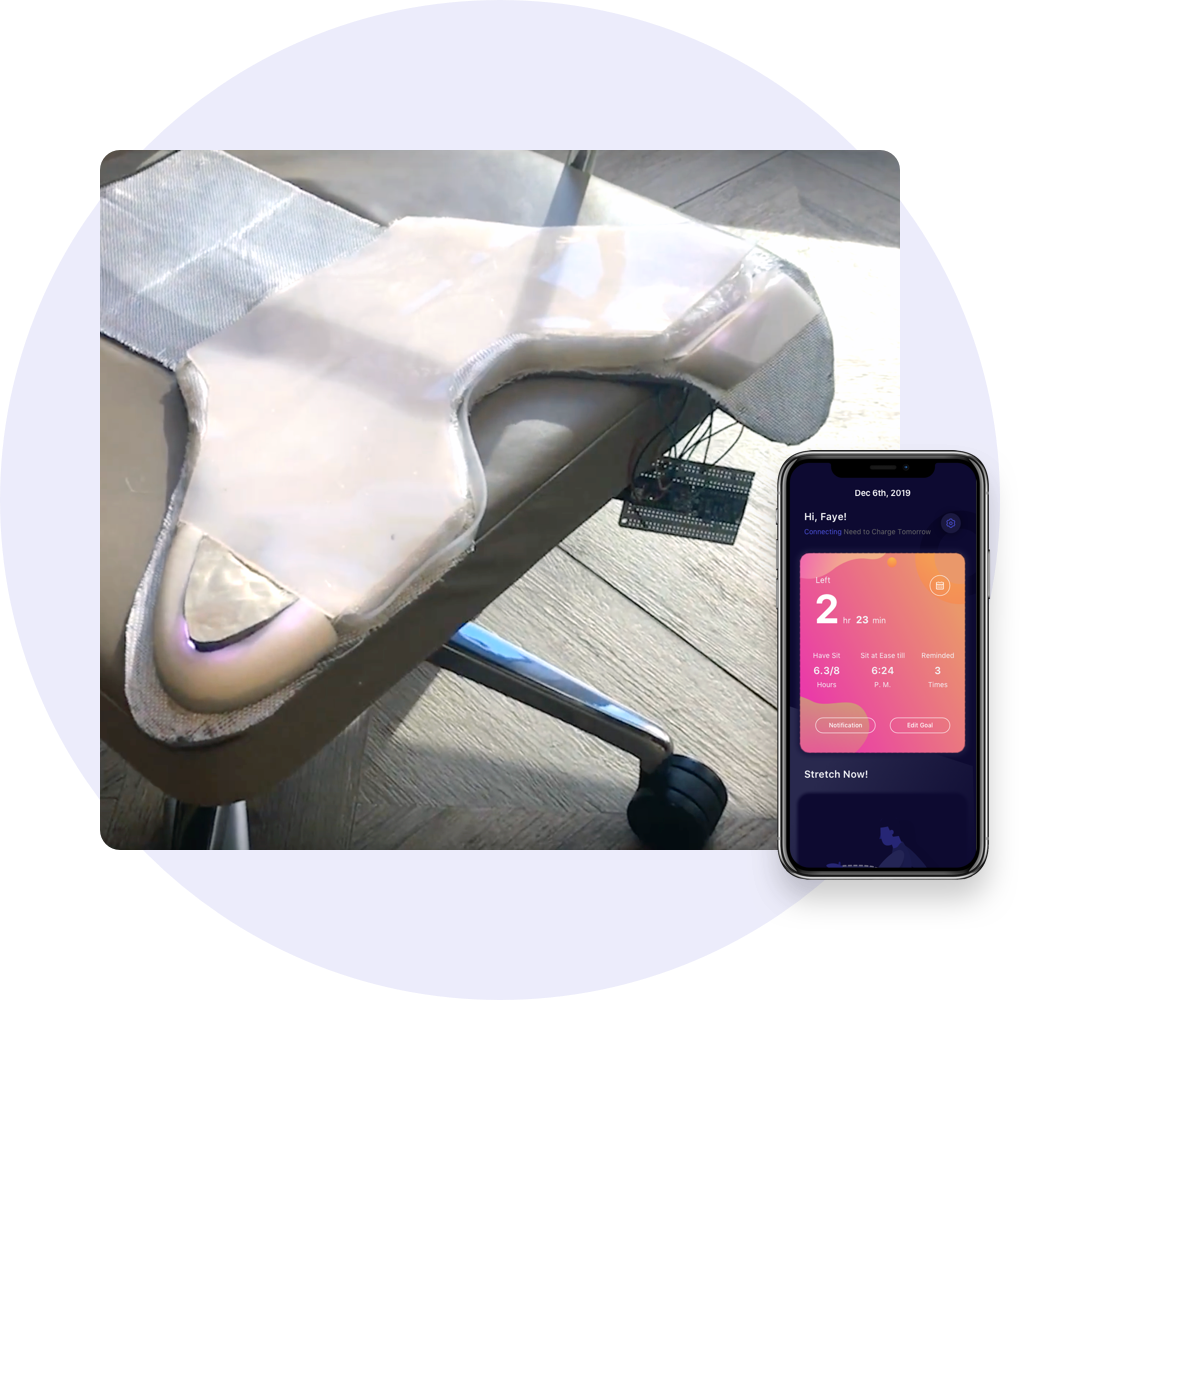 Dec 6th, 2019
Hi, Faye!
Connecting Need to Charge Tomorrow
Left
2 hr 23 min
Have Sit Sit at Ease till Reminded
6.3/8 6:24 3
Hours P. M. Times
Notification Edit Goal
Stretch Now!